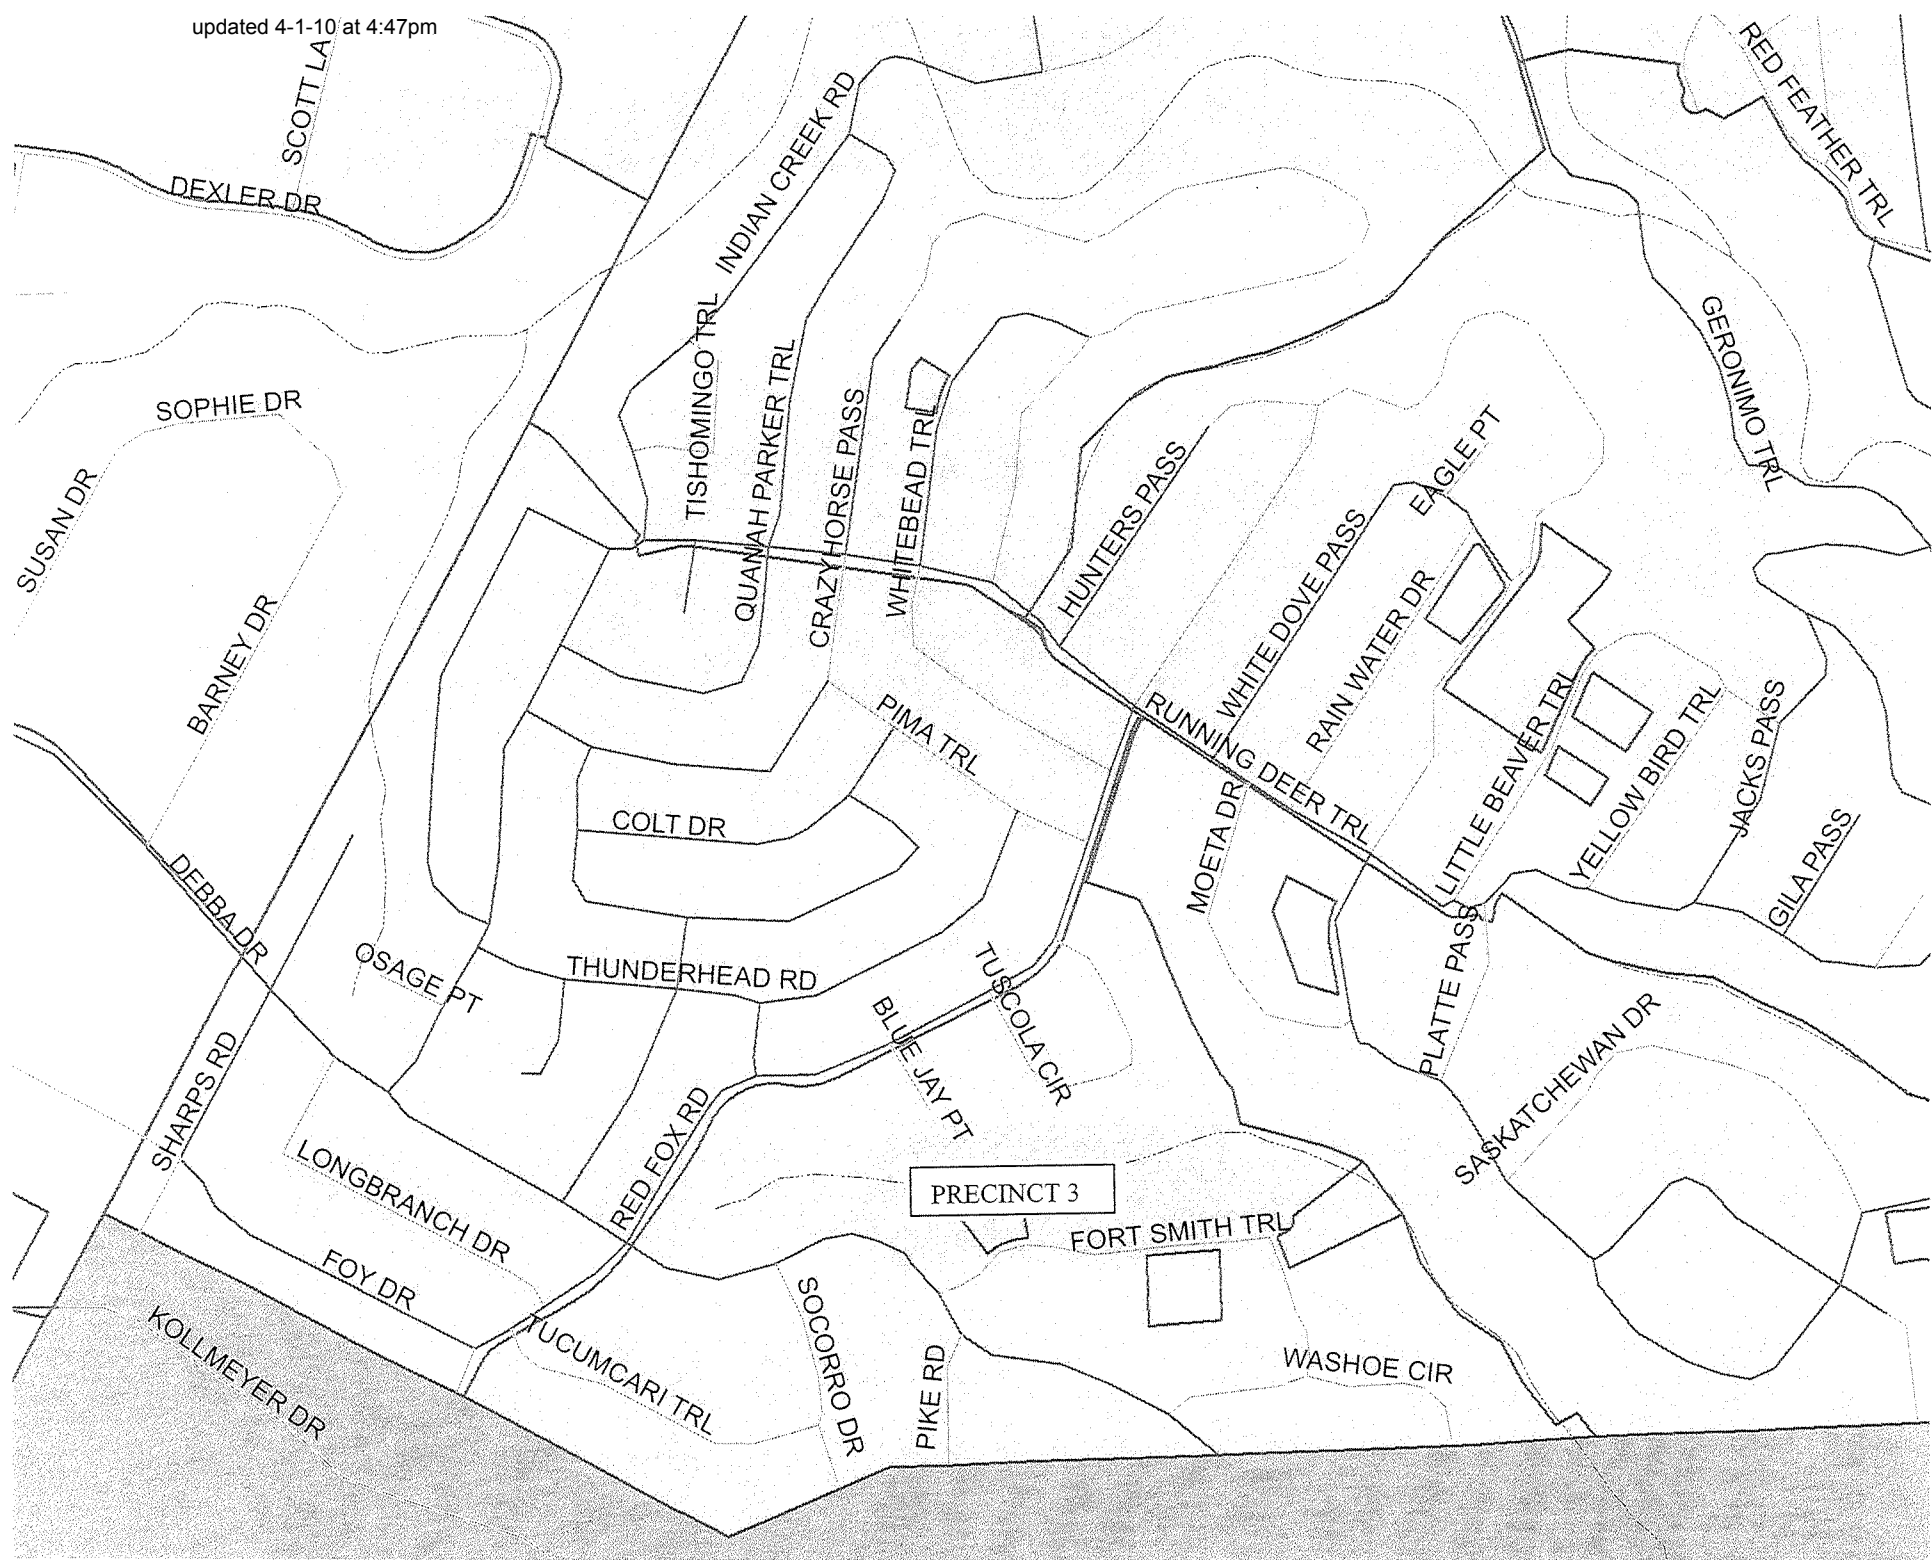 updated 4-1-10 at 4:47pm
SCOTT LA
RED FEATHER TRL
DEXLER DR
INDIAN CREEK RD
GERONIMO TRL
TISHOMINGO TRL
QUANAH PARKER TRL
CRAZY HORSE PASS
WHITEBEAD TRL
SOPHIE DR
SUSAN DR
HUNTERS PASS
EAGLE PT
WHITE DOVE PASS
RAIN WATER DR
BARNEY DR
PIMA TRL
RUNNING DEER TRL
LITTLE BEAVER TRL
YELLOW BIRD TRL
JACKS PASS
COLT DR
MOETA DR
GILA PASS
DEBBA DR
OSAGE PT
THUNDERHEAD RD
TUSCOLA CIR
PLATTE PASS
BLUE JAY PT
SASKATCHEWAN DR
SHARPS RD
RED FOX RD
LONGBRANCH DR
PRECINCT 3
FORT SMITH TRL
FOY DR
KOLLMEYER DR
TUCUMCARI TRL
SOCORRO DR
PIKE RD
WASHOE CIR